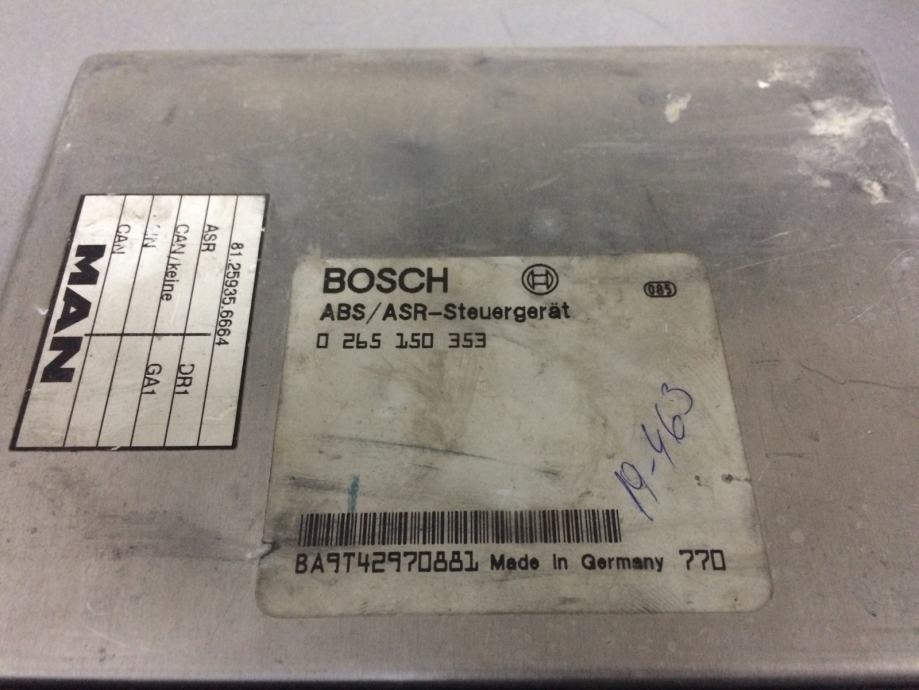 81.25935.6664
ASR
CAN/keine DR1
GA1
CAN
MAN
BOSCH
085
ABS/ASR-Steuergerät
0 265 150 353
19-463
BA9T42970881 Made in Germany 770